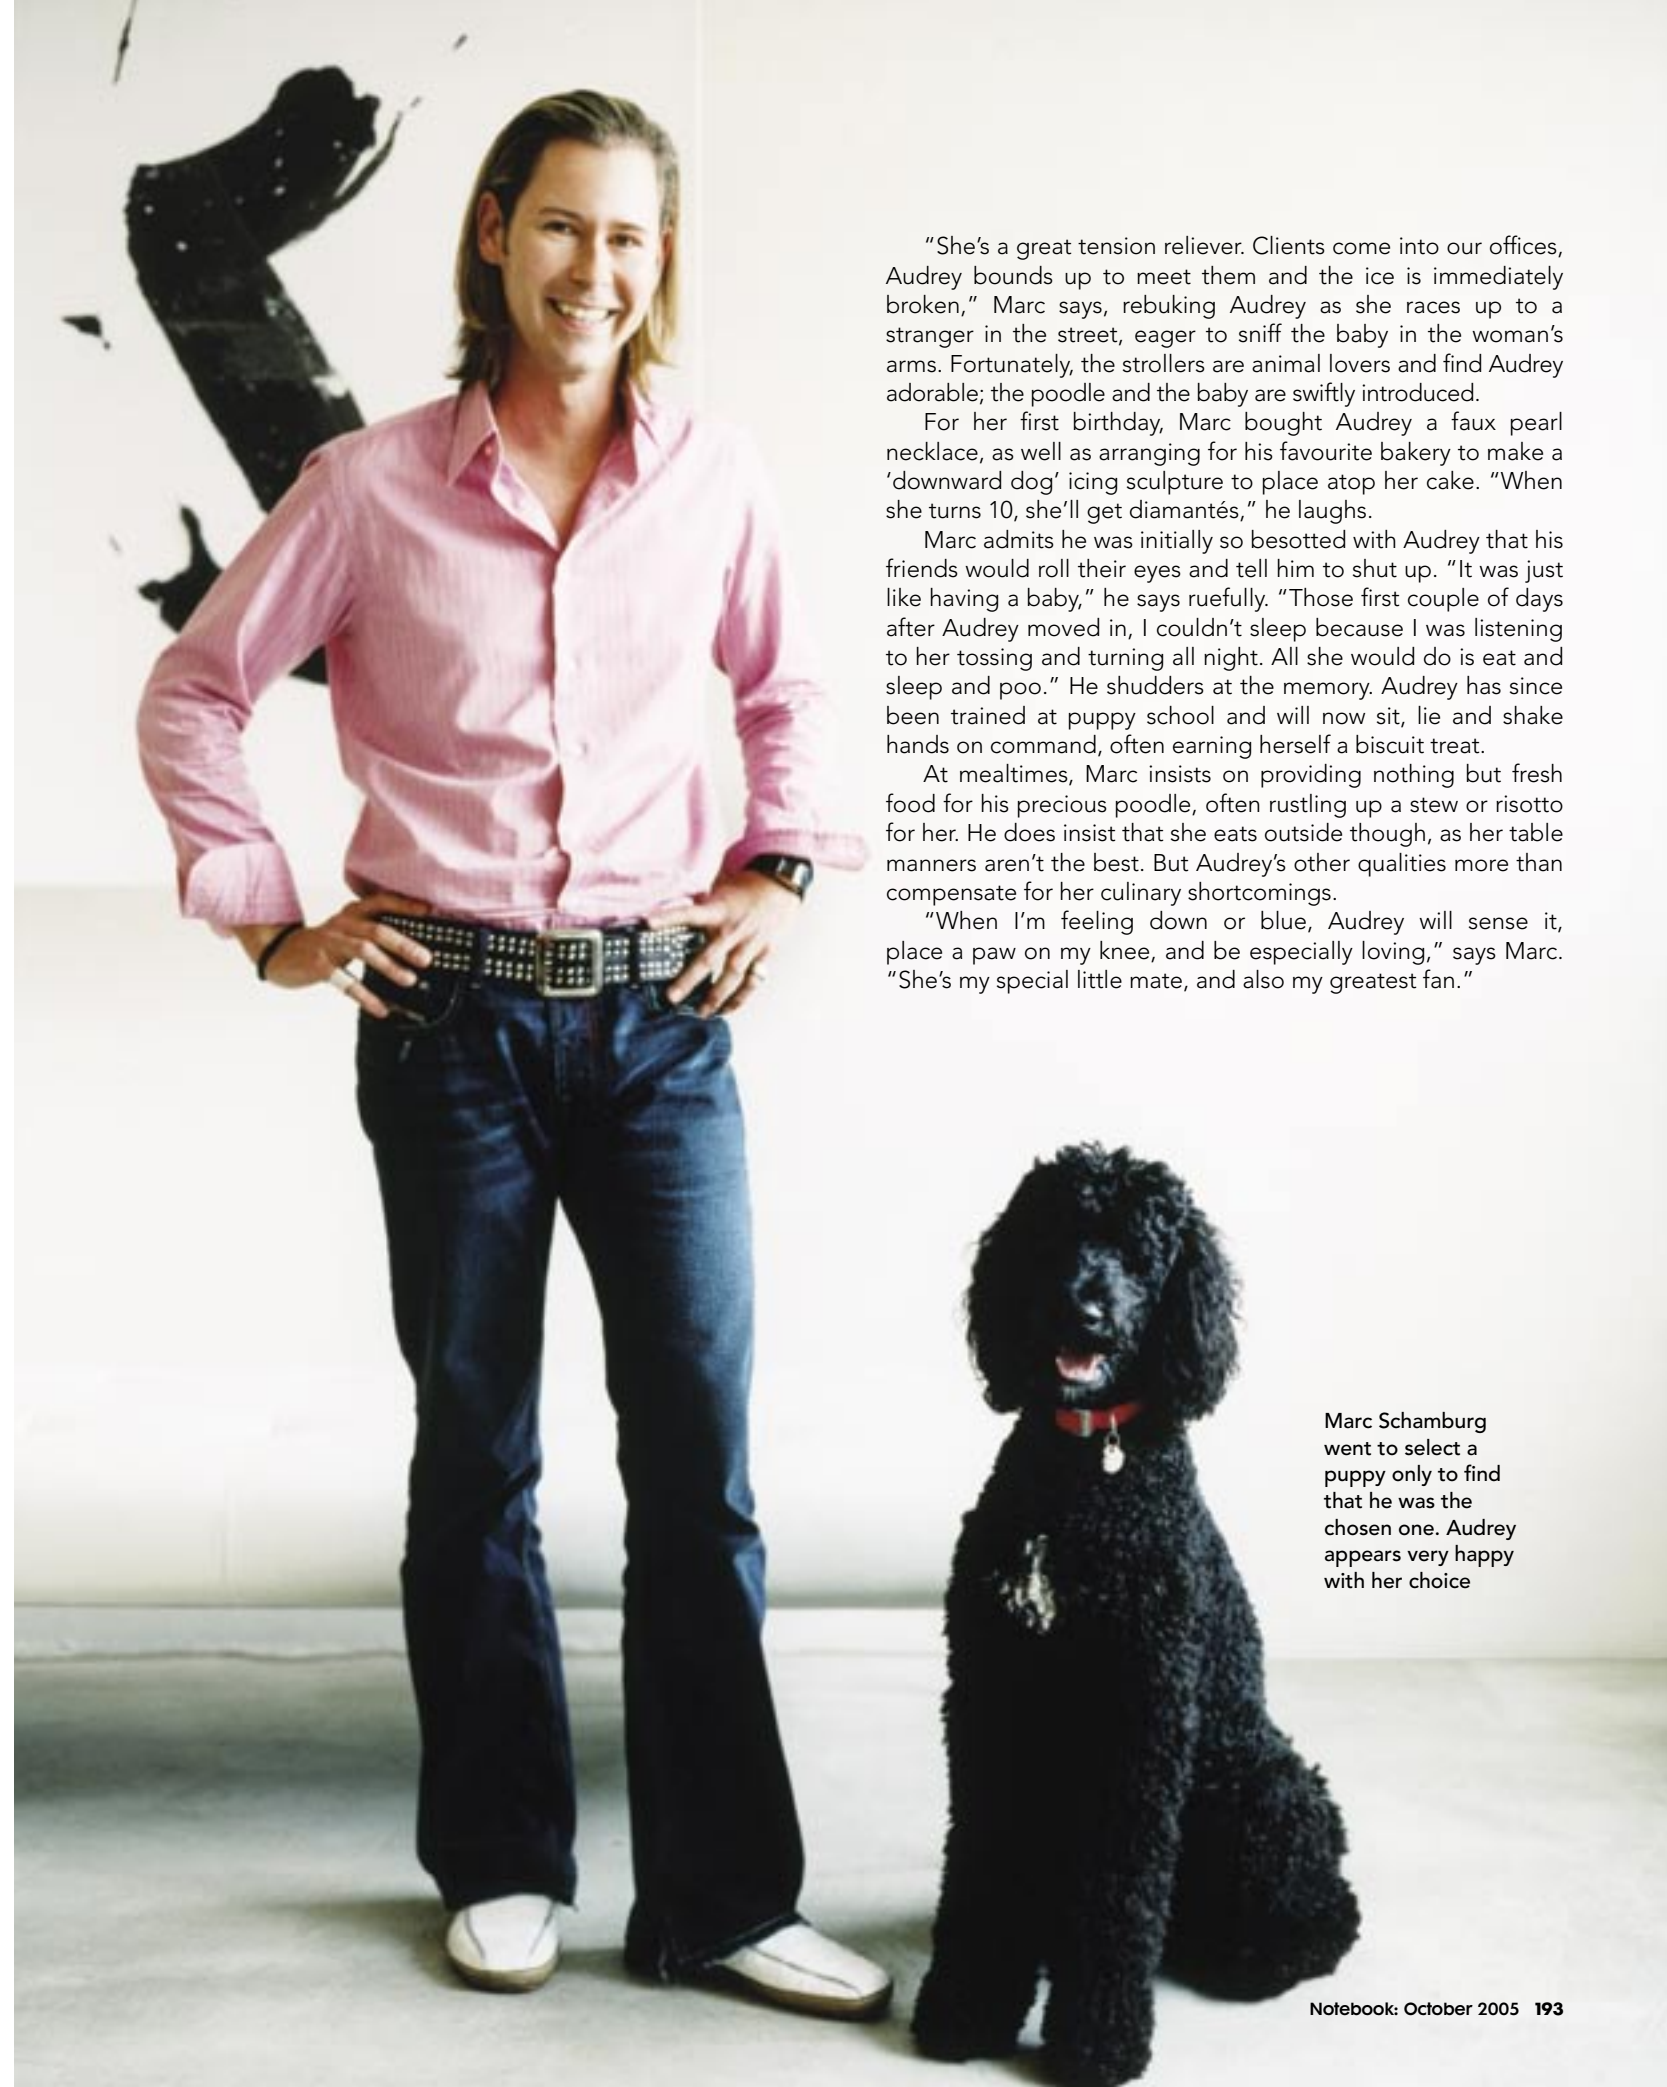 “She’s a great tension reliever. Clients come into our offices,
Audrey bounds up to meet them and the ice is immediately
broken,” Marc says, rebuking Audrey as she races up to a
stranger in the street, eager to sniff the baby in the woman’s
arms. Fortunately, the strollers are animal lovers and find Audrey
adorable; the poodle and the baby are swiftly introduced.
For her first birthday, Marc bought Audrey a faux pearl
necklace, as well as arranging for his favourite bakery to make a
‘downward dog’ icing sculpture to place atop her cake. “When
she turns 10, she’ll get diamantés,” he laughs.
Marc admits he was initially so besotted with Audrey that his
friends would roll their eyes and tell him to shut up. “It was just
like having a baby,” he says ruefully. “Those first couple of days
after Audrey moved in, I couldn’t sleep because I was listening
to her tossing and turning all night. All she would do is eat and
sleep and poo.” He shudders at the memory. Audrey has since
been trained at puppy school and will now sit, lie and shake
hands on command, often earning herself a biscuit treat.
At mealtimes, Marc insists on providing nothing but fresh
food for his precious poodle, often rustling up a stew or risotto
for her. He does insist that she eats outside though, as her table
manners aren’t the best. But Audrey’s other qualities more than
compensate for her culinary shortcomings.
“When I’m feeling down or blue, Audrey will sense it,
place a paw on my knee, and be especially loving,” says Marc.
“She’s my special little mate, and also my greatest fan.”
Marc Schamburg
went to select a
puppy only to find
that he was the
chosen one. Audrey
appears very happy
with her choice
Notebook: October 2005 193